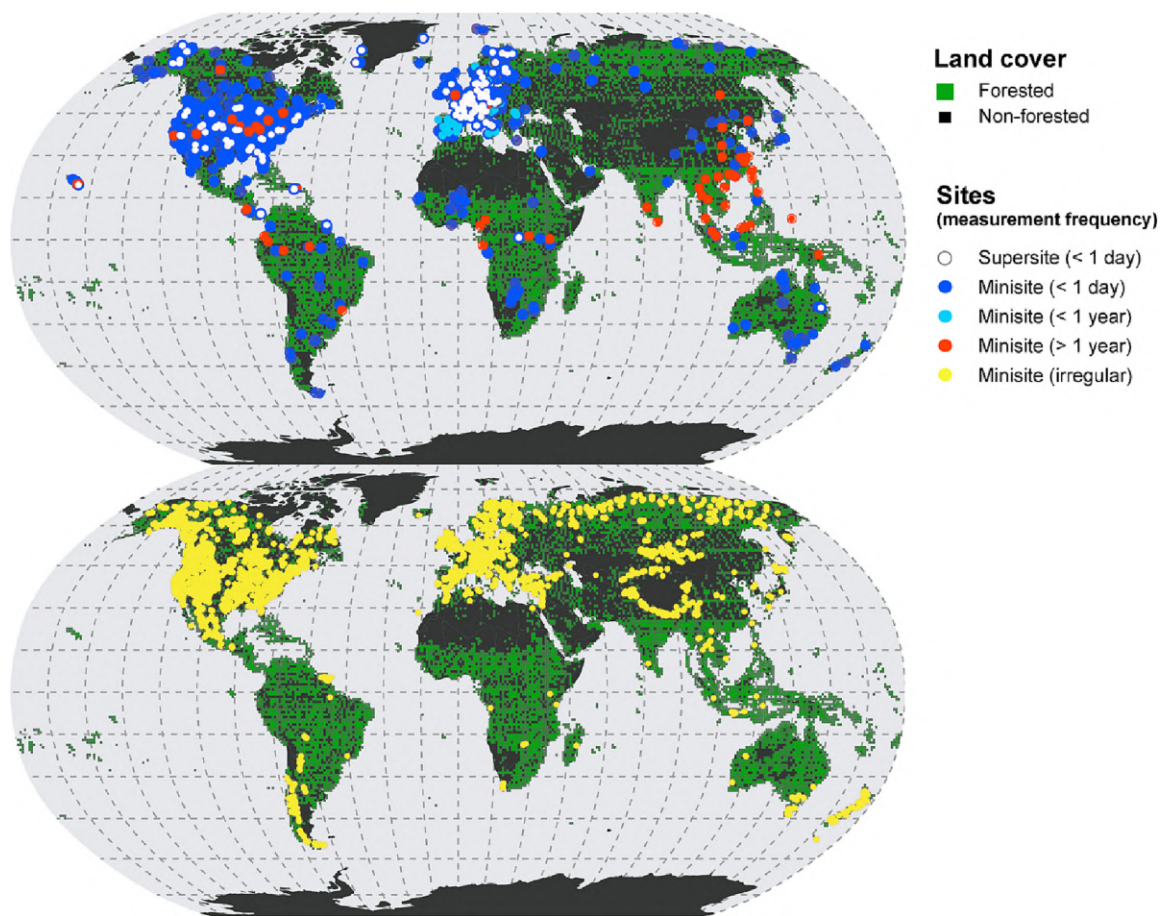 Land cover
Forested
Non-forested
Sites
(measurement frequency)
Supersite (< 1 day)
Minisite (< 1 day)
Minisite (< 1 year)
Minisite (> 1 year)
Minisite (irregular)